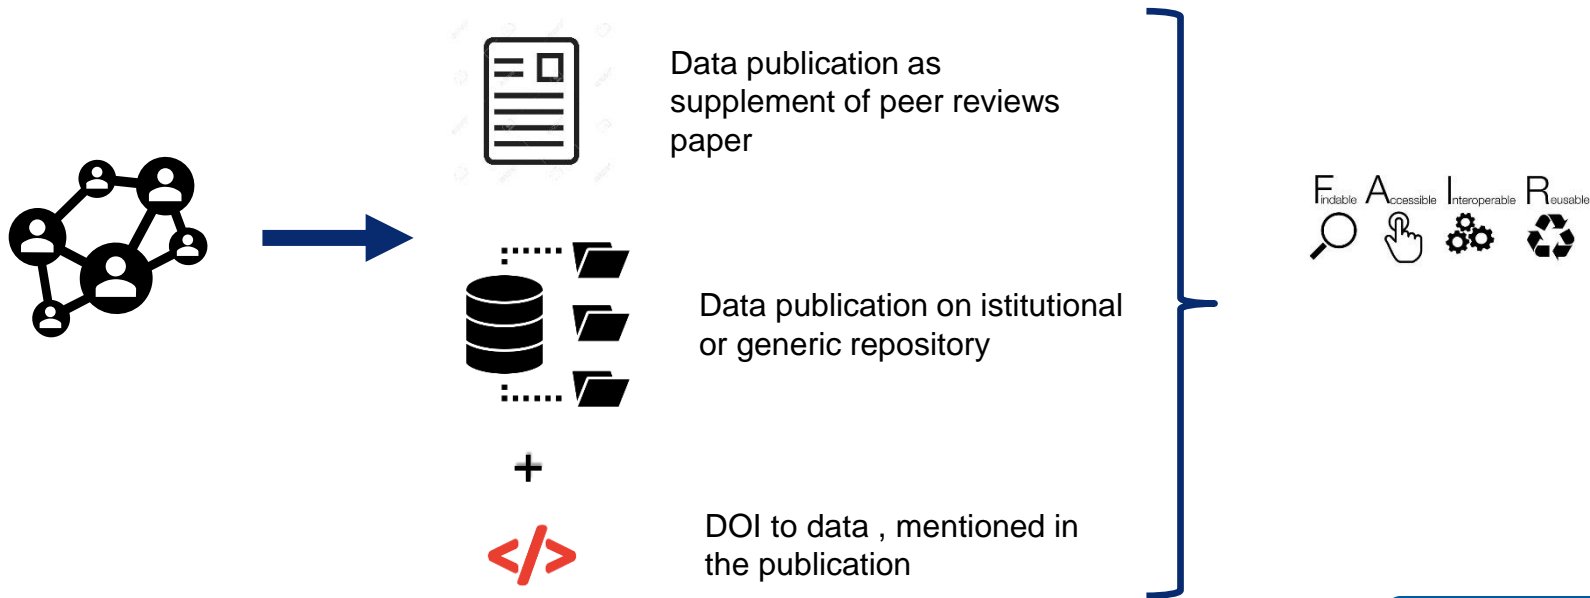 Data publication as
supplement of peer reviews
paper
Findable Accessible Interoperable Reusable
Data publication on istitutional
or generic repository
+
</>
DOI to data , mentioned in
the publication